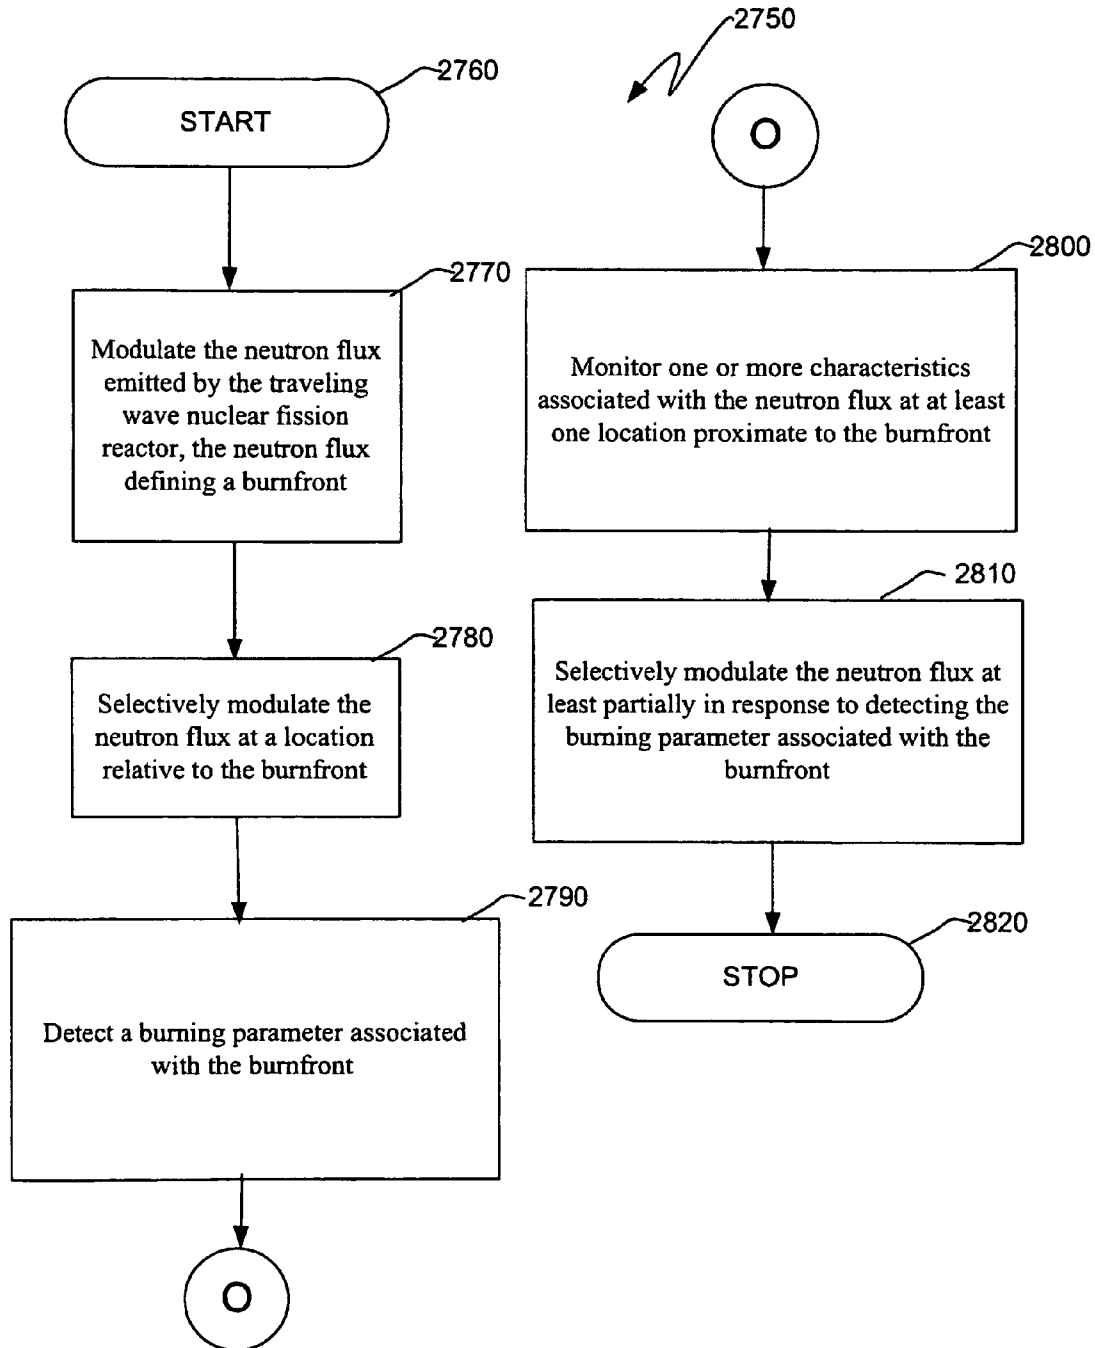 2750
2760
START
2770
Modulate the neutron flux
emitted by the traveling
wave nuclear fission
reactor, the neutron flux
defining a burnfront
2780
Selectively modulate the
neutron flux at a location
relative to the burnfront
2790
Detect a burning parameter associated
with the burnfront
O
O
2800
Monitor one or more characteristics
associated with the neutron flux at at least
one location proximate to the burnfront
2810
Selectively modulate the neutron flux at
least partially in response to detecting the
burning parameter associated with the
burnfront
2820
STOP